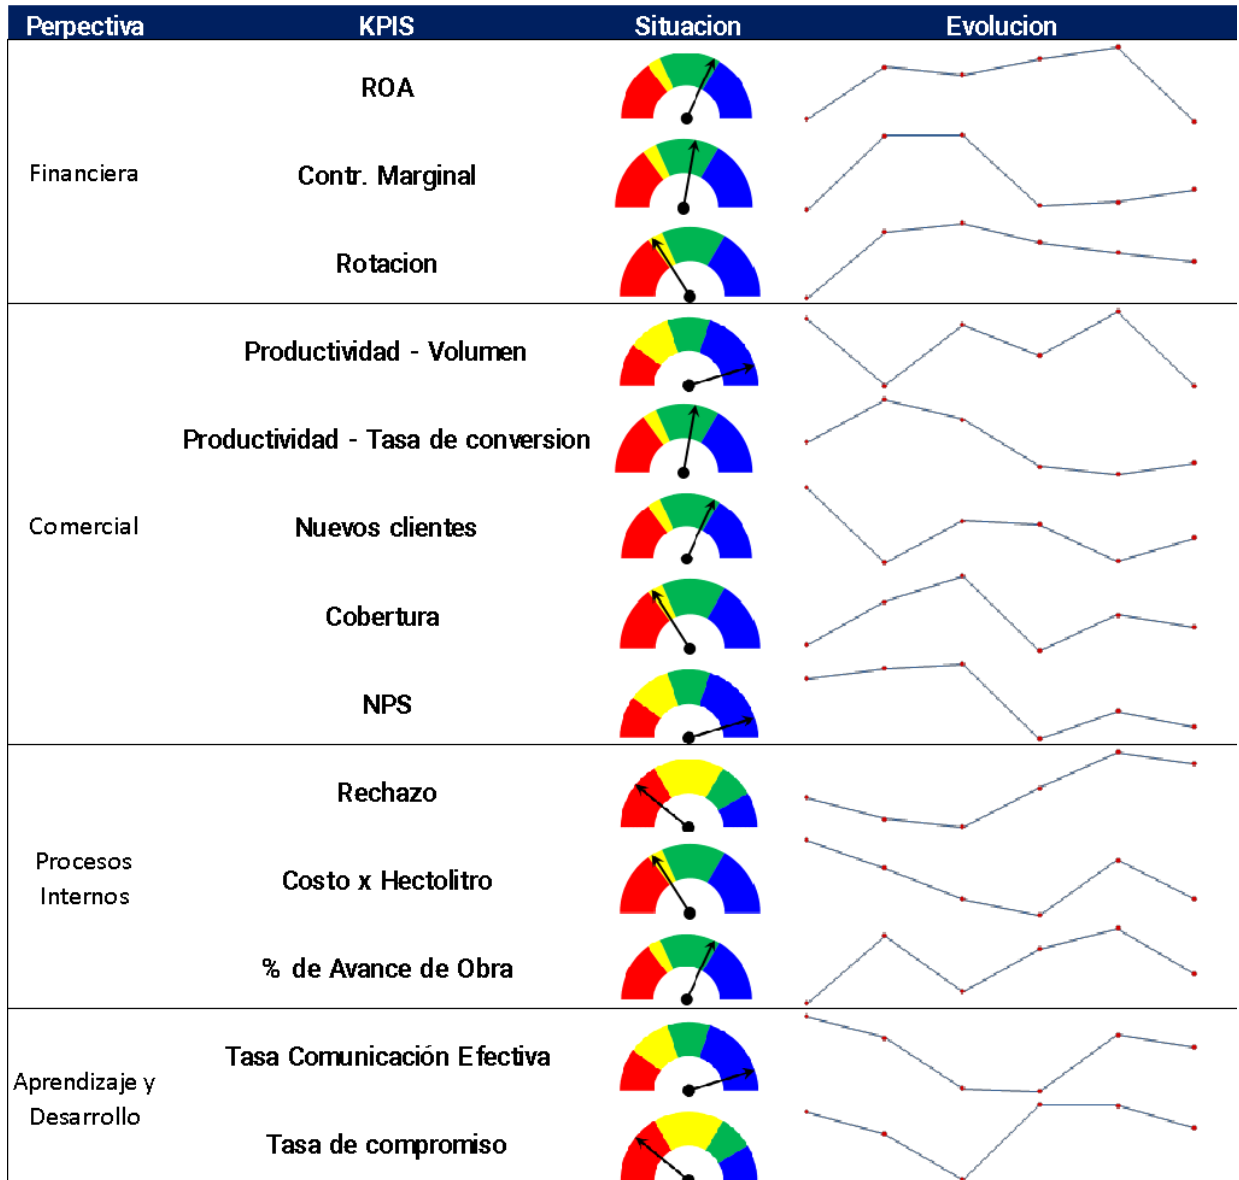 Perpectiva KPIS Situacion Evolucion
ROA
Financiera Contr. Marginal
Rotacion
Productividad - Volumen
Productividad - Tasa de conversion
Comercial Nuevos clientes
Cobertura
NPS
Rechazo
Procesos
Internos
Costo x Hectolitro
% de Avance de Obra
Tasa Comunicación Efectiva
Aprendizaje y
Desarrollo
Tasa de compromiso